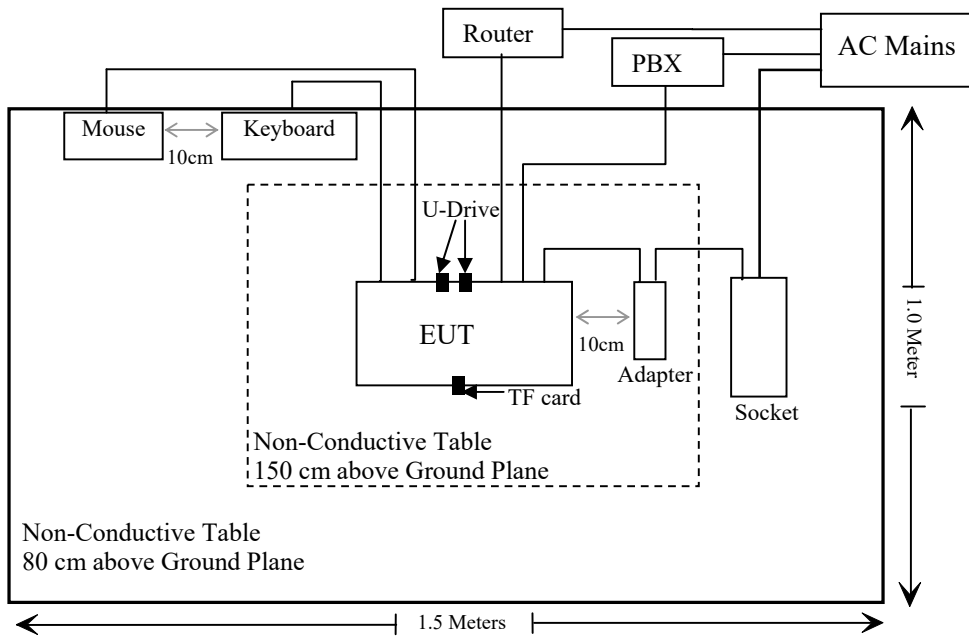 Router
AC Mains
PBX
Mouse
Keyboard
10cm
U-Drive
EUT
10cm
Adapter
TF card
Socket
1.0 Meter
Non-Conductive Table
150 cm above Ground Plane
Non-Conductive Table
80 cm above Ground Plane
1.5 Meters